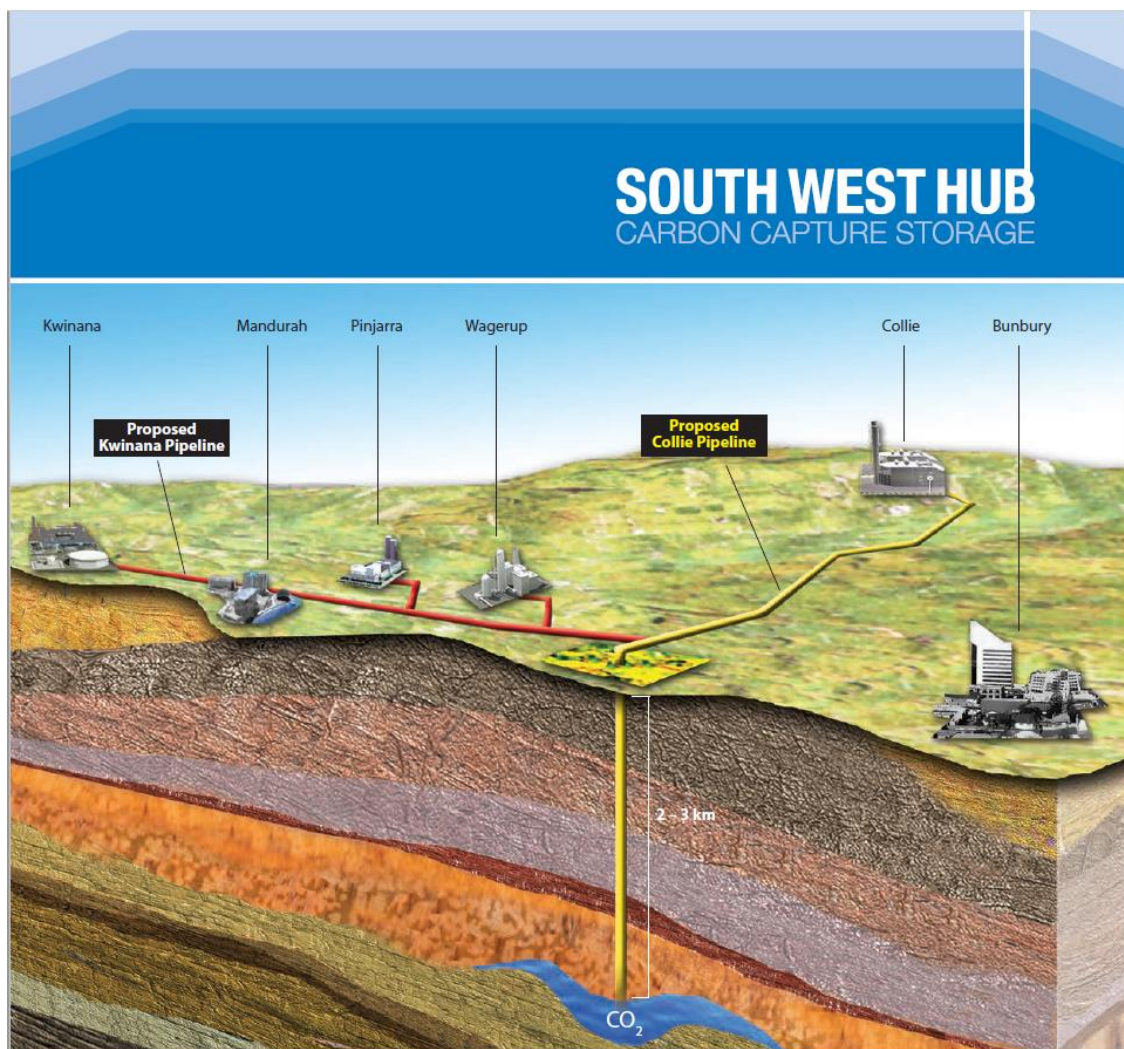 SOUTH WEST HUB
CARBON CAPTURE STORAGE
Kwinana
Mandurah
Pinjarra
Wagerup
Collie
Bunbury
Proposed
Kwinana Pipeline
Proposed
Collie Pipeline
2 – 3 km
CO₂